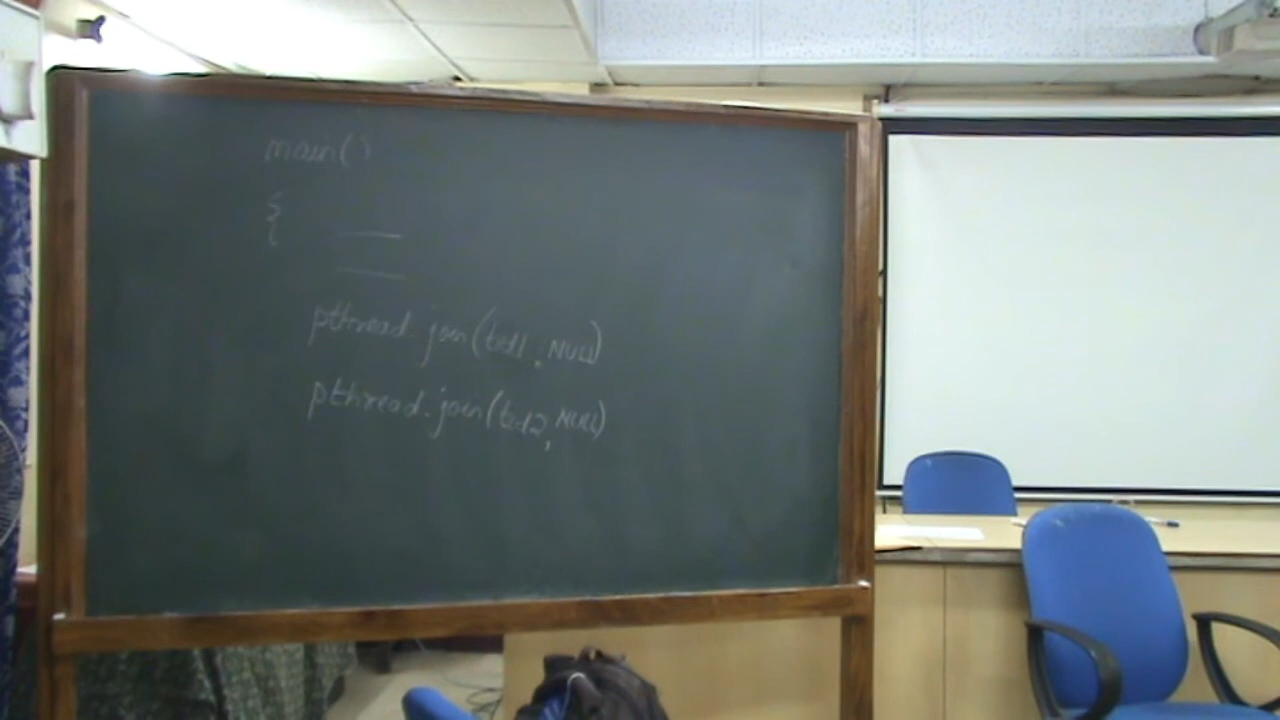 main()
{
pthread_join(tid1, NULL)
pthread_join(tid2, NULL)